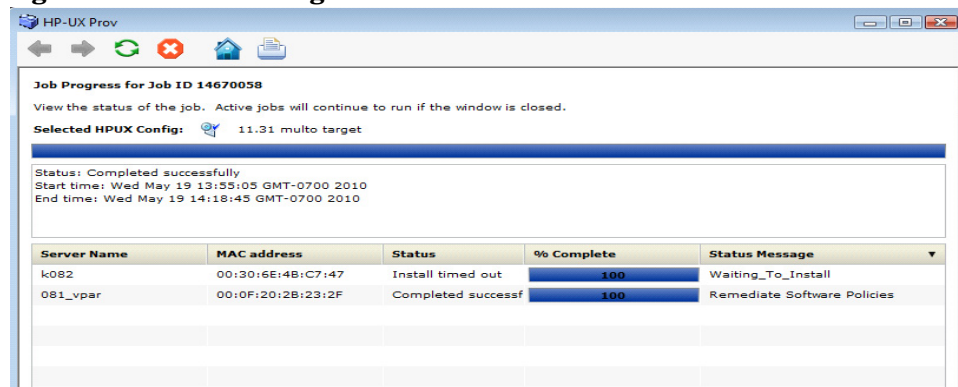 HP-UX Prov
Job Progress for Job ID 14670058
View the status of the job. Active jobs will continue to run if the window is closed.
Selected HPUX Config: 11.31 multo target
Status: Completed successfully
Start time: Wed May 19 13:55:05 GMT-0700 2010
End time: Wed May 19 14:18:45 GMT-0700 2010
Server Name MAC address Status % Complete Status Message
k082 00:30:6E:4B:C7:47 Install timed out 100 Waiting_To_Install
081_vpar 00:0F:20:2B:23:2F Completed successf 100 Remediate Software Policies